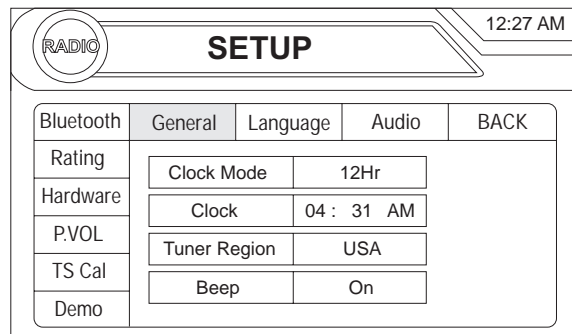 RADIO
SETUP
12:27 AM
Bluetooth General Language Audio BACK
Rating
Hardware
P.VOL
TS Cal
Demo
Clock Mode 12Hr
Clock 04 : 31 AM
Tuner Region USA
Beep On